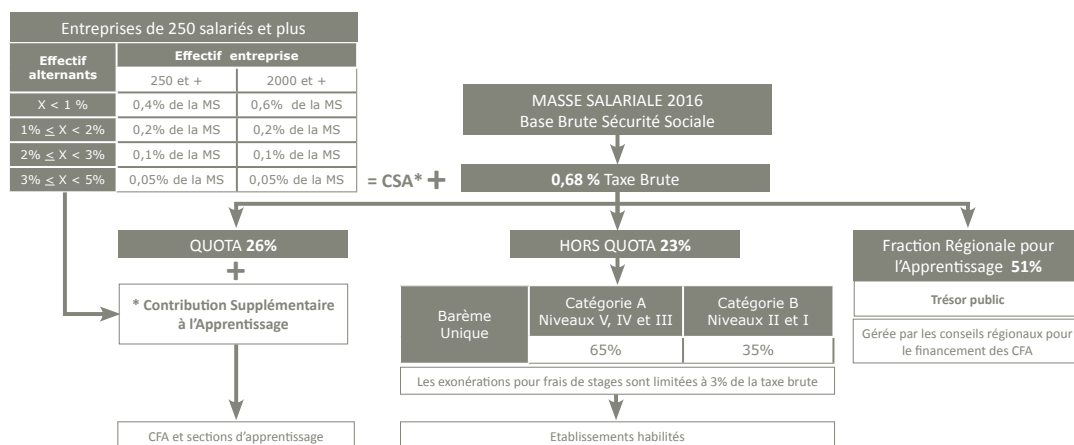 Entreprises de 250 salariés et plus
Effectif alternants
Effectif entreprise
250 et +
2000 et +
X < 1 %
0,4% de la MS
0,6% de la MS
1% ≤ X < 2%
0,2% de la MS
0,2% de la MS
2% ≤ X < 3%
0,1% de la MS
0,1% de la MS
3% ≤ X < 5%
0,05% de la MS
0,05% de la MS
= CSA* +
MASSE SALARIALE 2016
Base Brute Sécurité Sociale
0,68 % Taxe Brute
QUOTA 26%
+
* Contribution Supplémentaire
à l'Apprentissage
CFA et sections d'apprentissage
HORS QUOTA 23%
Barème
Unique
Catégorie A
Niveaux V, IV et III
Catégorie B
Niveaux II et I
65%
35%
Les exonérations pour frais de stages sont limitées à 3% de la taxe brute
Etablissements habilités
Fraction Régionale pour
l'Apprentissage 51%
Trésor public
Gérée par les conseils régionaux pour
le financement des CFA